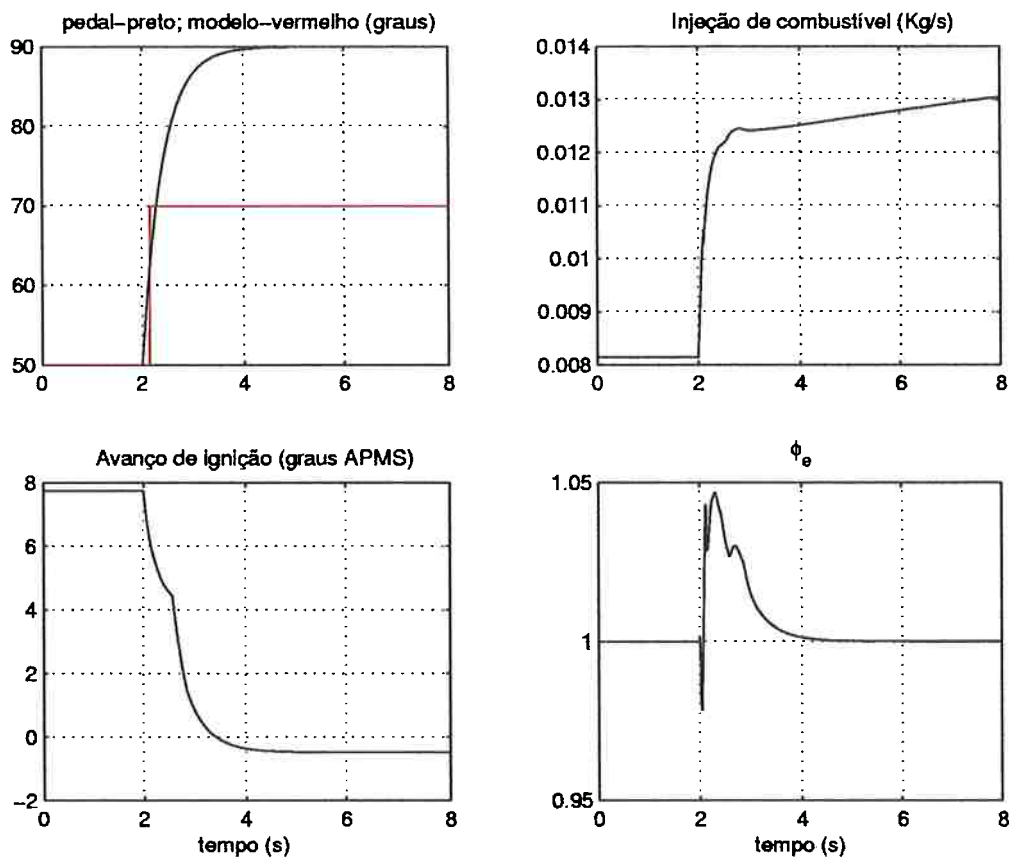 pedal-preto; modelo-vermelho (graus)
90
80
70
60
50
0 2 4 6 8
Injeção de combustível (Kg/s)
0.014
0.013
0.012
0.011
0.01
0.009
0.008
0 2 4 6 8
Avanço de ignição (graus APMS)
8
6
4
2
0
-2
0 2 4 6 8
tempo (s)
ϕe
1.05
1
0.95
0 2 4 6 8
tempo (s)